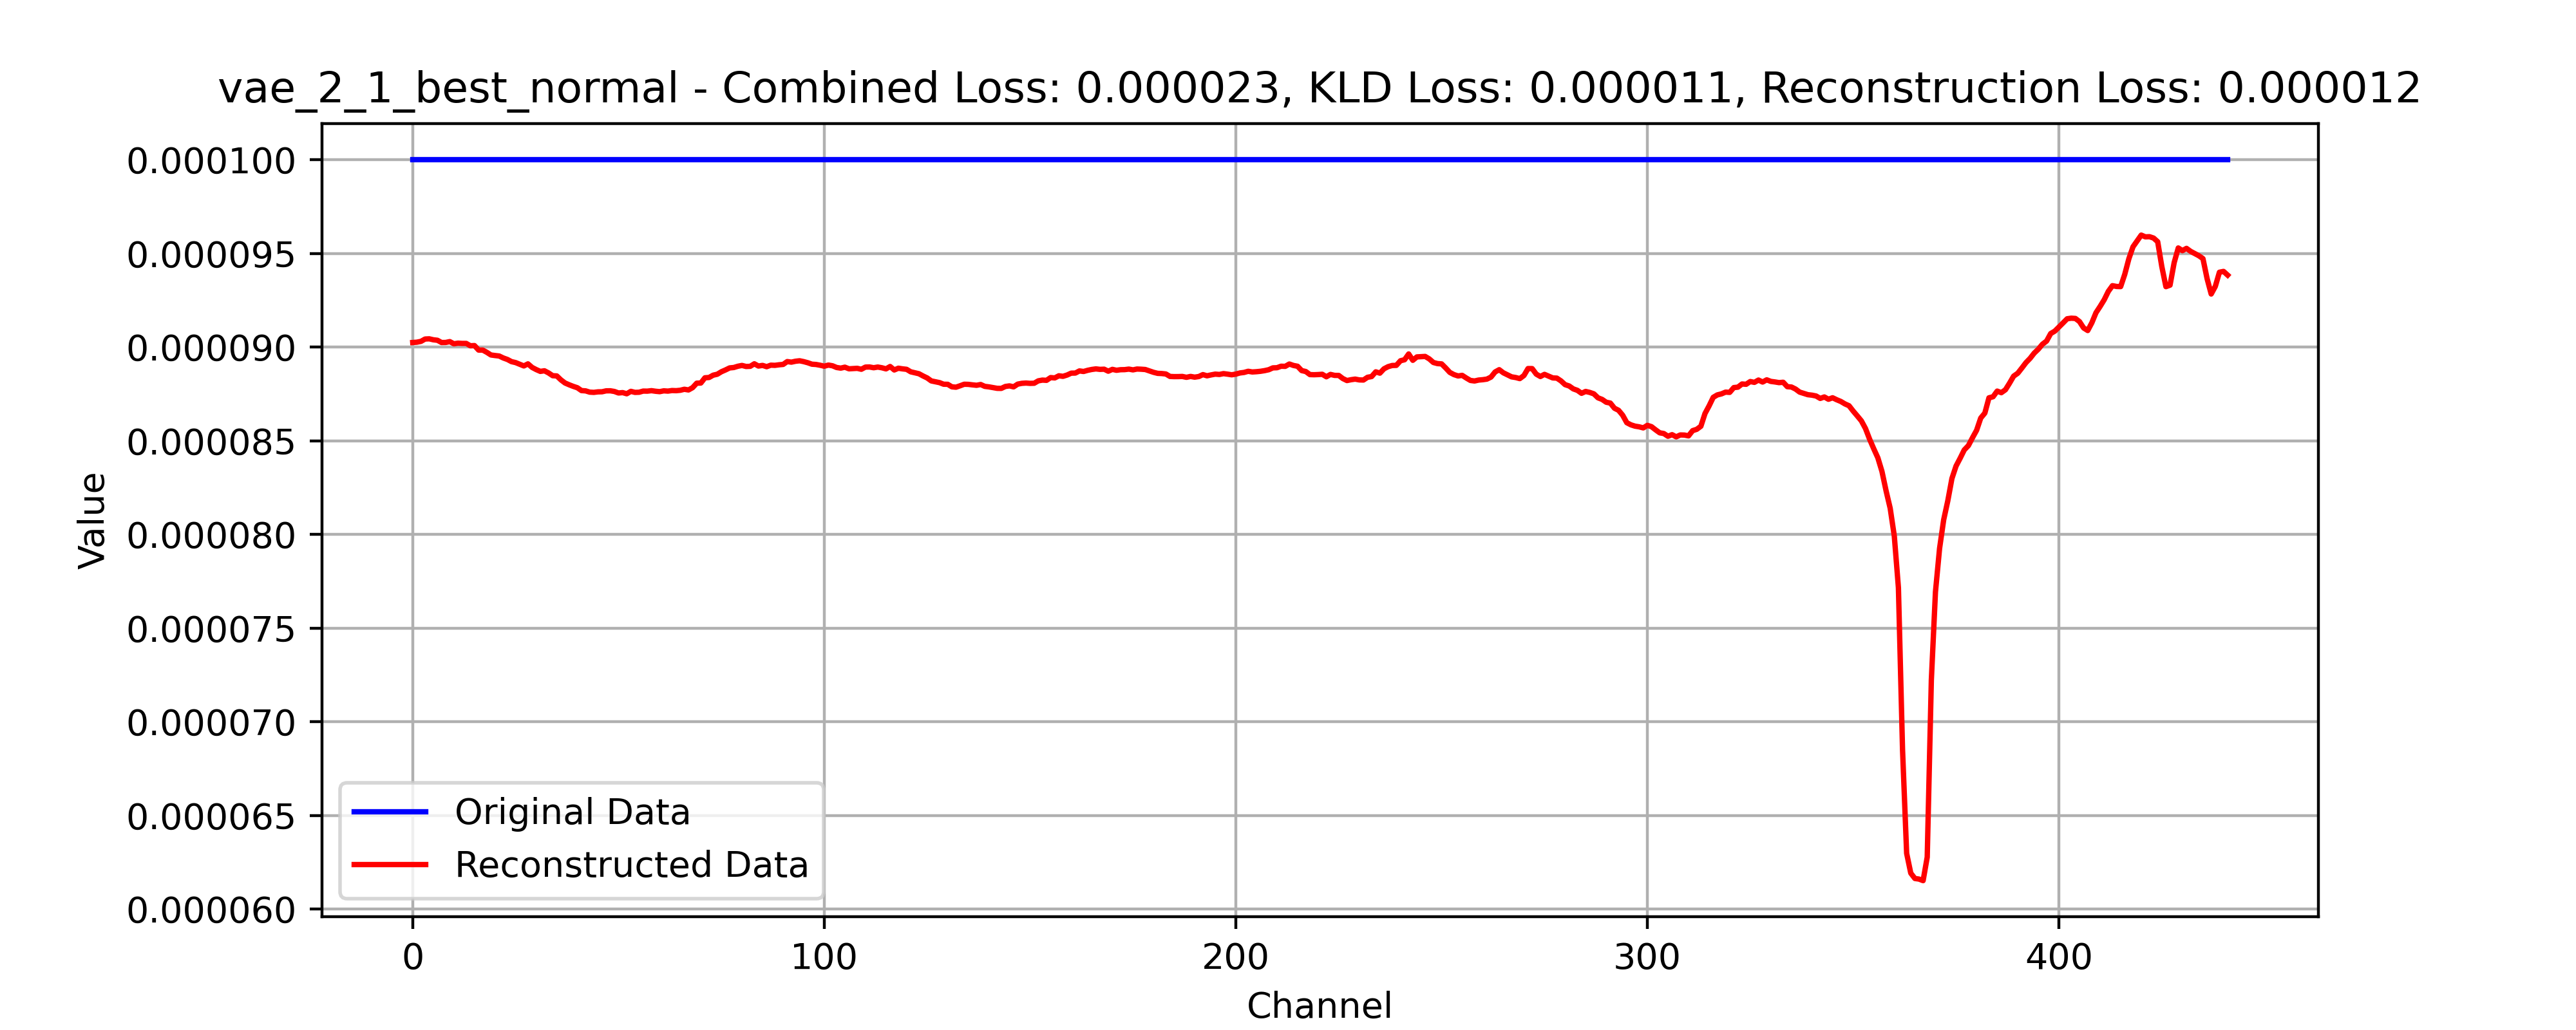 vae_2_1_best_normal - Combined Loss: 0.000023, KLD Loss: 0.000011, Reconstruction Loss: 0.000012
0.000100
0.000095
0.000090
0.000085
0.000080
0.000075
0.000070
0.000065
0.000060
Value
Original Data
Reconstructed Data
0 100 200 300 400
Channel